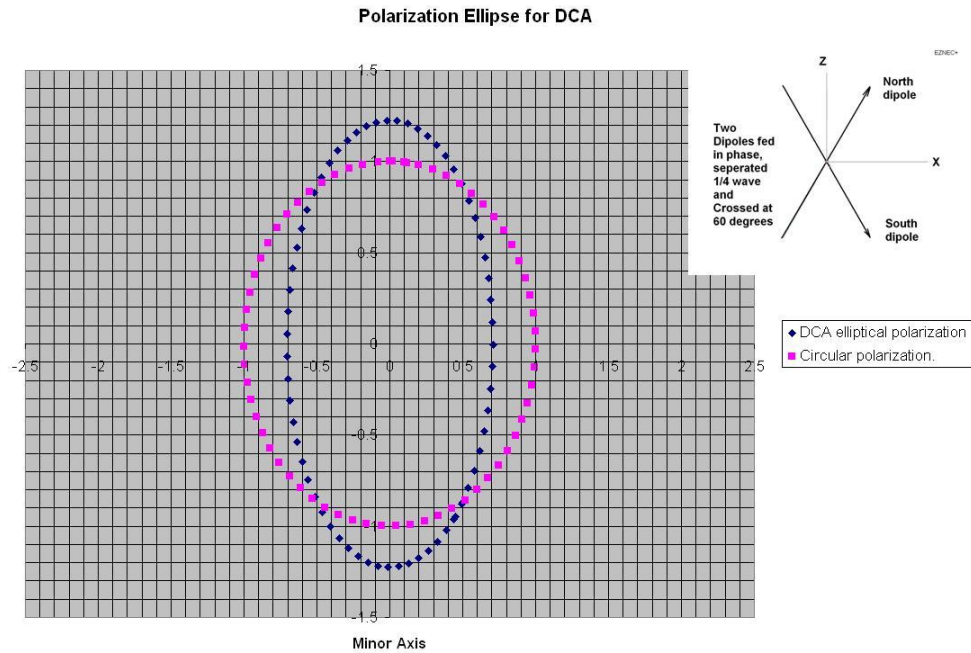 Polarization Ellipse for DCA
EZNEC+
Z
North
dipole
Two
Dipoles fed
in phase,
seperated
1/4 wave
and
Crossed at
60 degrees
X
South
dipole
1.5
1
0.5
0
-2.5 -2 -1.5 -1 -0.5 0 0.5 1 1.5 2 2.5
-0.5
-1
-1.5
DCA elliptical polarization
Circular polarization.
Minor Axis